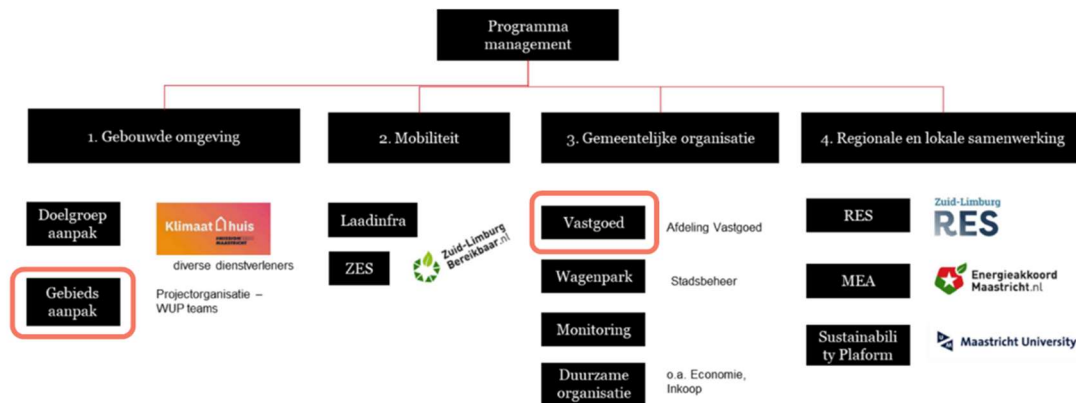 Programma
management
1. Gebouwde omgeving
2. Mobiliteit
3. Gemeentelijke organisatie
4. Regionale en lokale samenwerking
Doelgroep
aanpak
Klimaat huis
MAASTRICHT
diverse dienstverleners
Gebieds
aanpak
Projectorganisatie –
WUP teams
Laadinfra
ZES
Zuid-Limburg
Bereikbaar.nl
Vastgoed
Afdeling Vastgoed
Wagenpark
Stadsbeheer
Monitoring
Duurzame
organisatie
o.a. Economie,
Inkoop
RES
Zuid-Limburg
RES
MEA
Energieakkoord
Maastricht.nl
Sustainabili
ty Plaform
Maastricht University